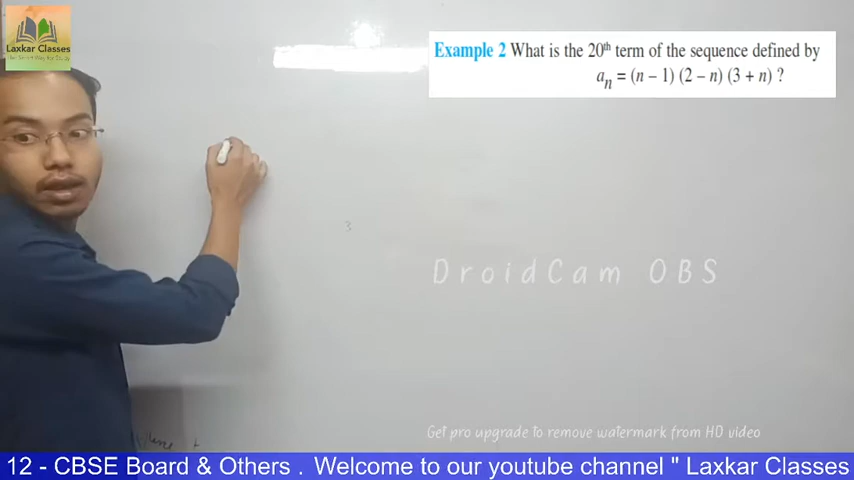 Laxkar Classes
Example 2 What is the 20th term of the sequence defined by
an = (n – 1) (2 – n) (3 + n) ?
3
DroidCam OBS
Get pro upgrade to remove watermark from HD video
12 - CBSE Board & Others . Welcome to our youtube channel " Laxkar Classes